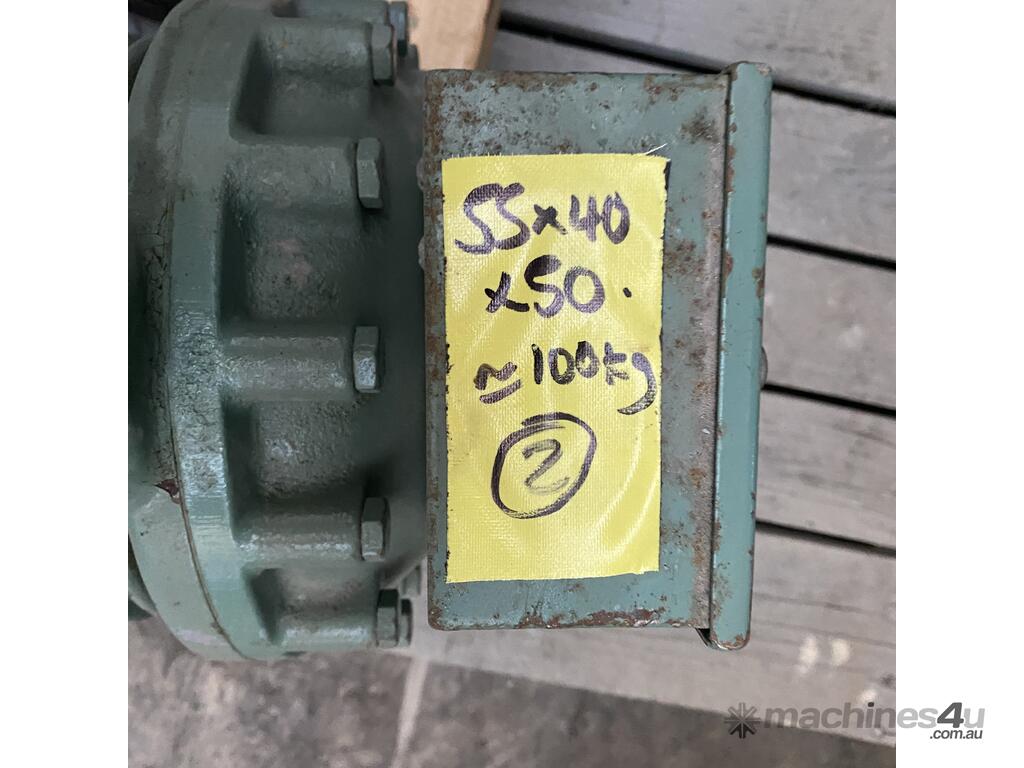 55x40
x50.
≈100kg
2
machines4u
.com.au